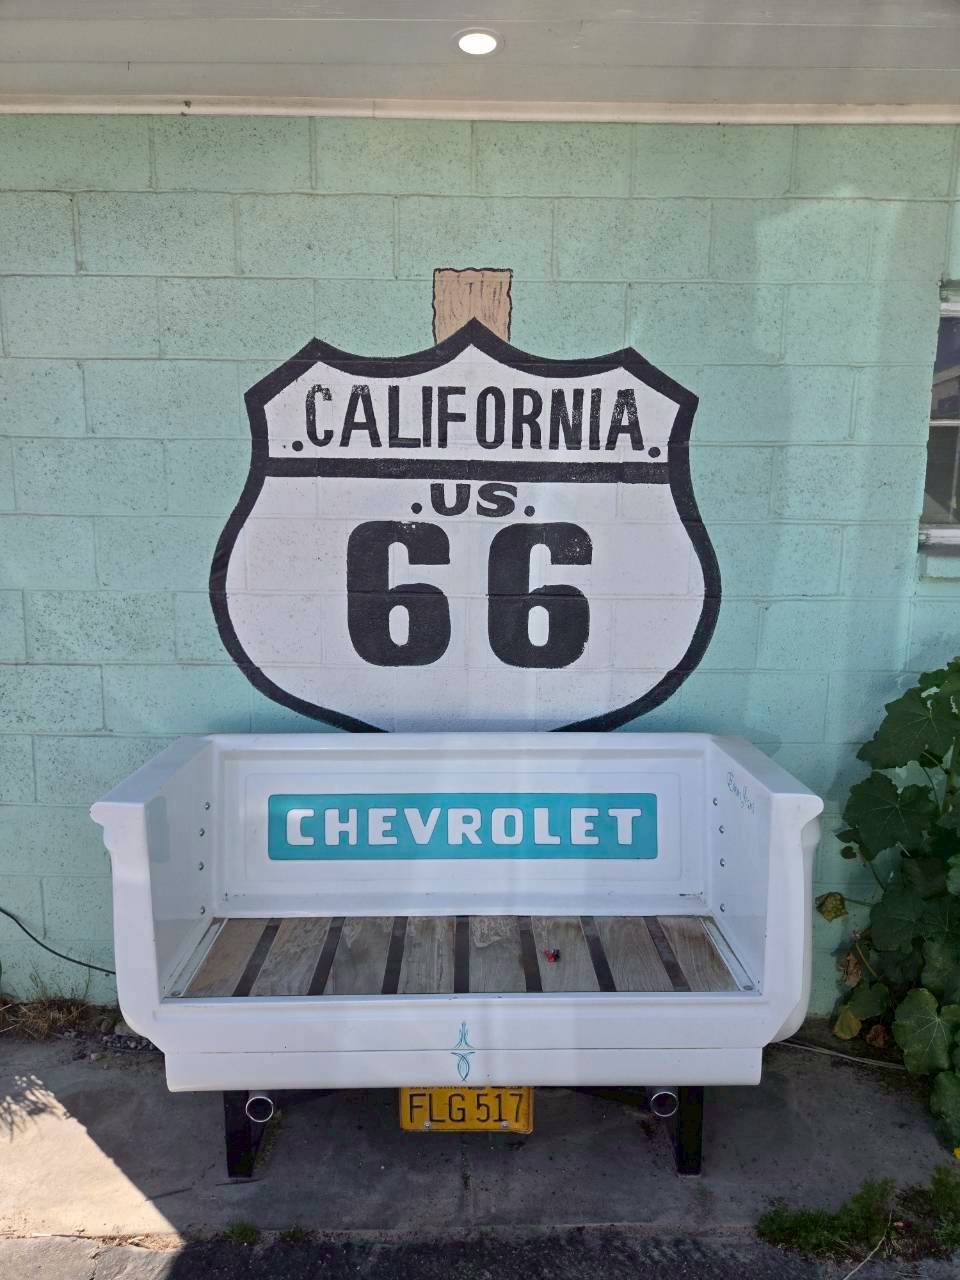 .CALIFORNIA.
.US.
66
CHEVROLET
FLG 517